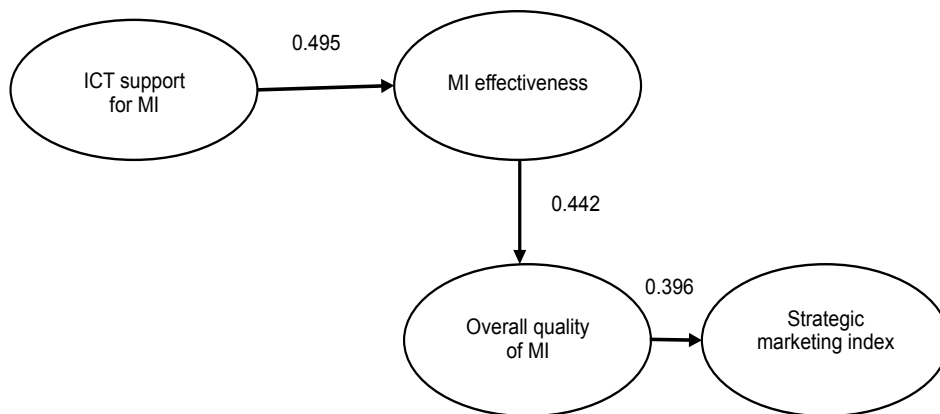 0.495
ICT support
for MI
MI effectiveness
0.442
0.396
Overall quality
of MI
Strategic
marketing index